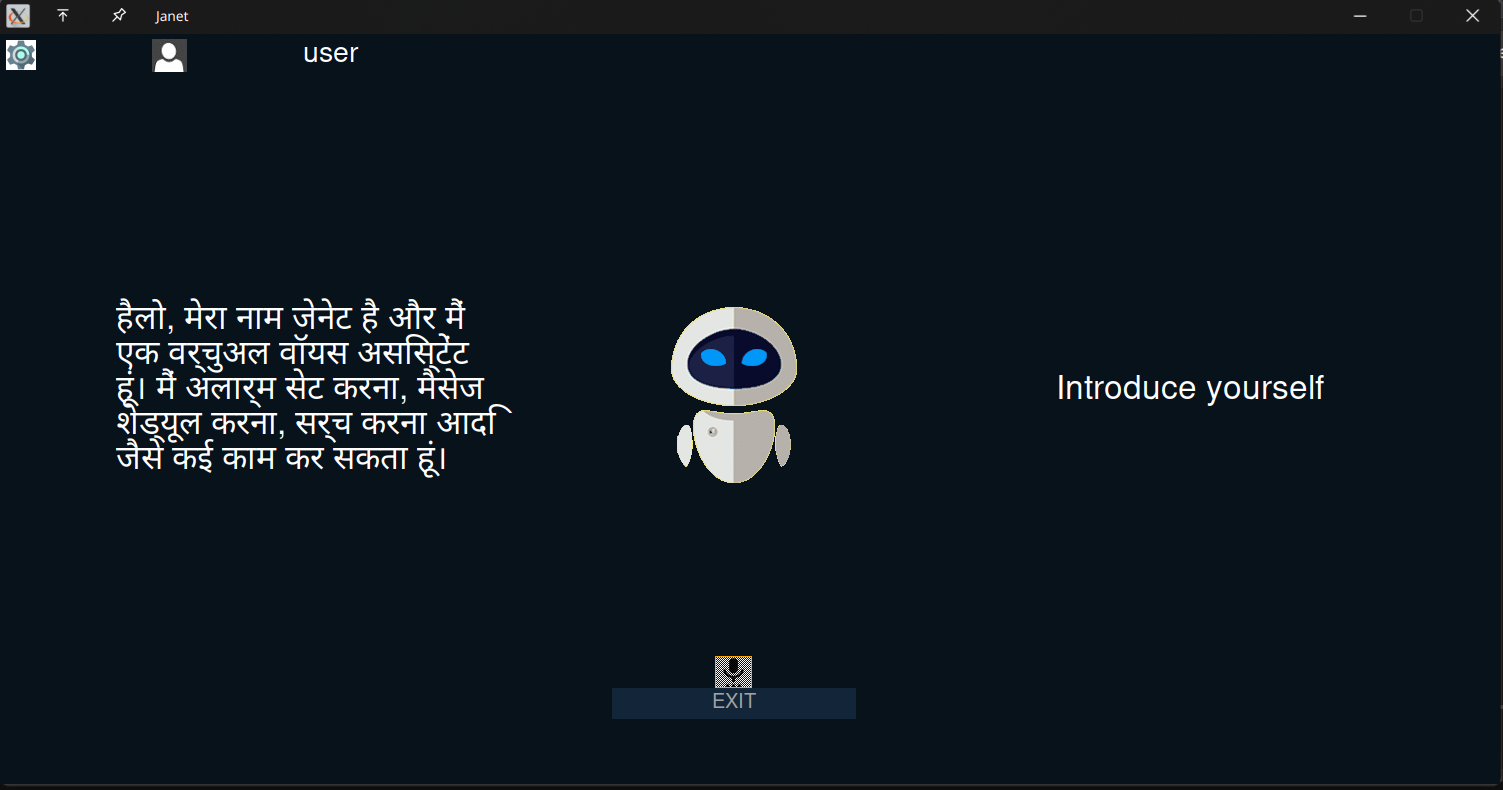 Janet
user
हैलो, मेरा नाम जेनेट है और मैं
एक वर्चुअल वॉयस असिस्टेंट
हूं। मैं अलार्म सेट करना, मैसेज
शेड्यूल करना, सर्च करना आदि
जैसे कई काम कर सकता हूं।
Introduce yourself
EXIT